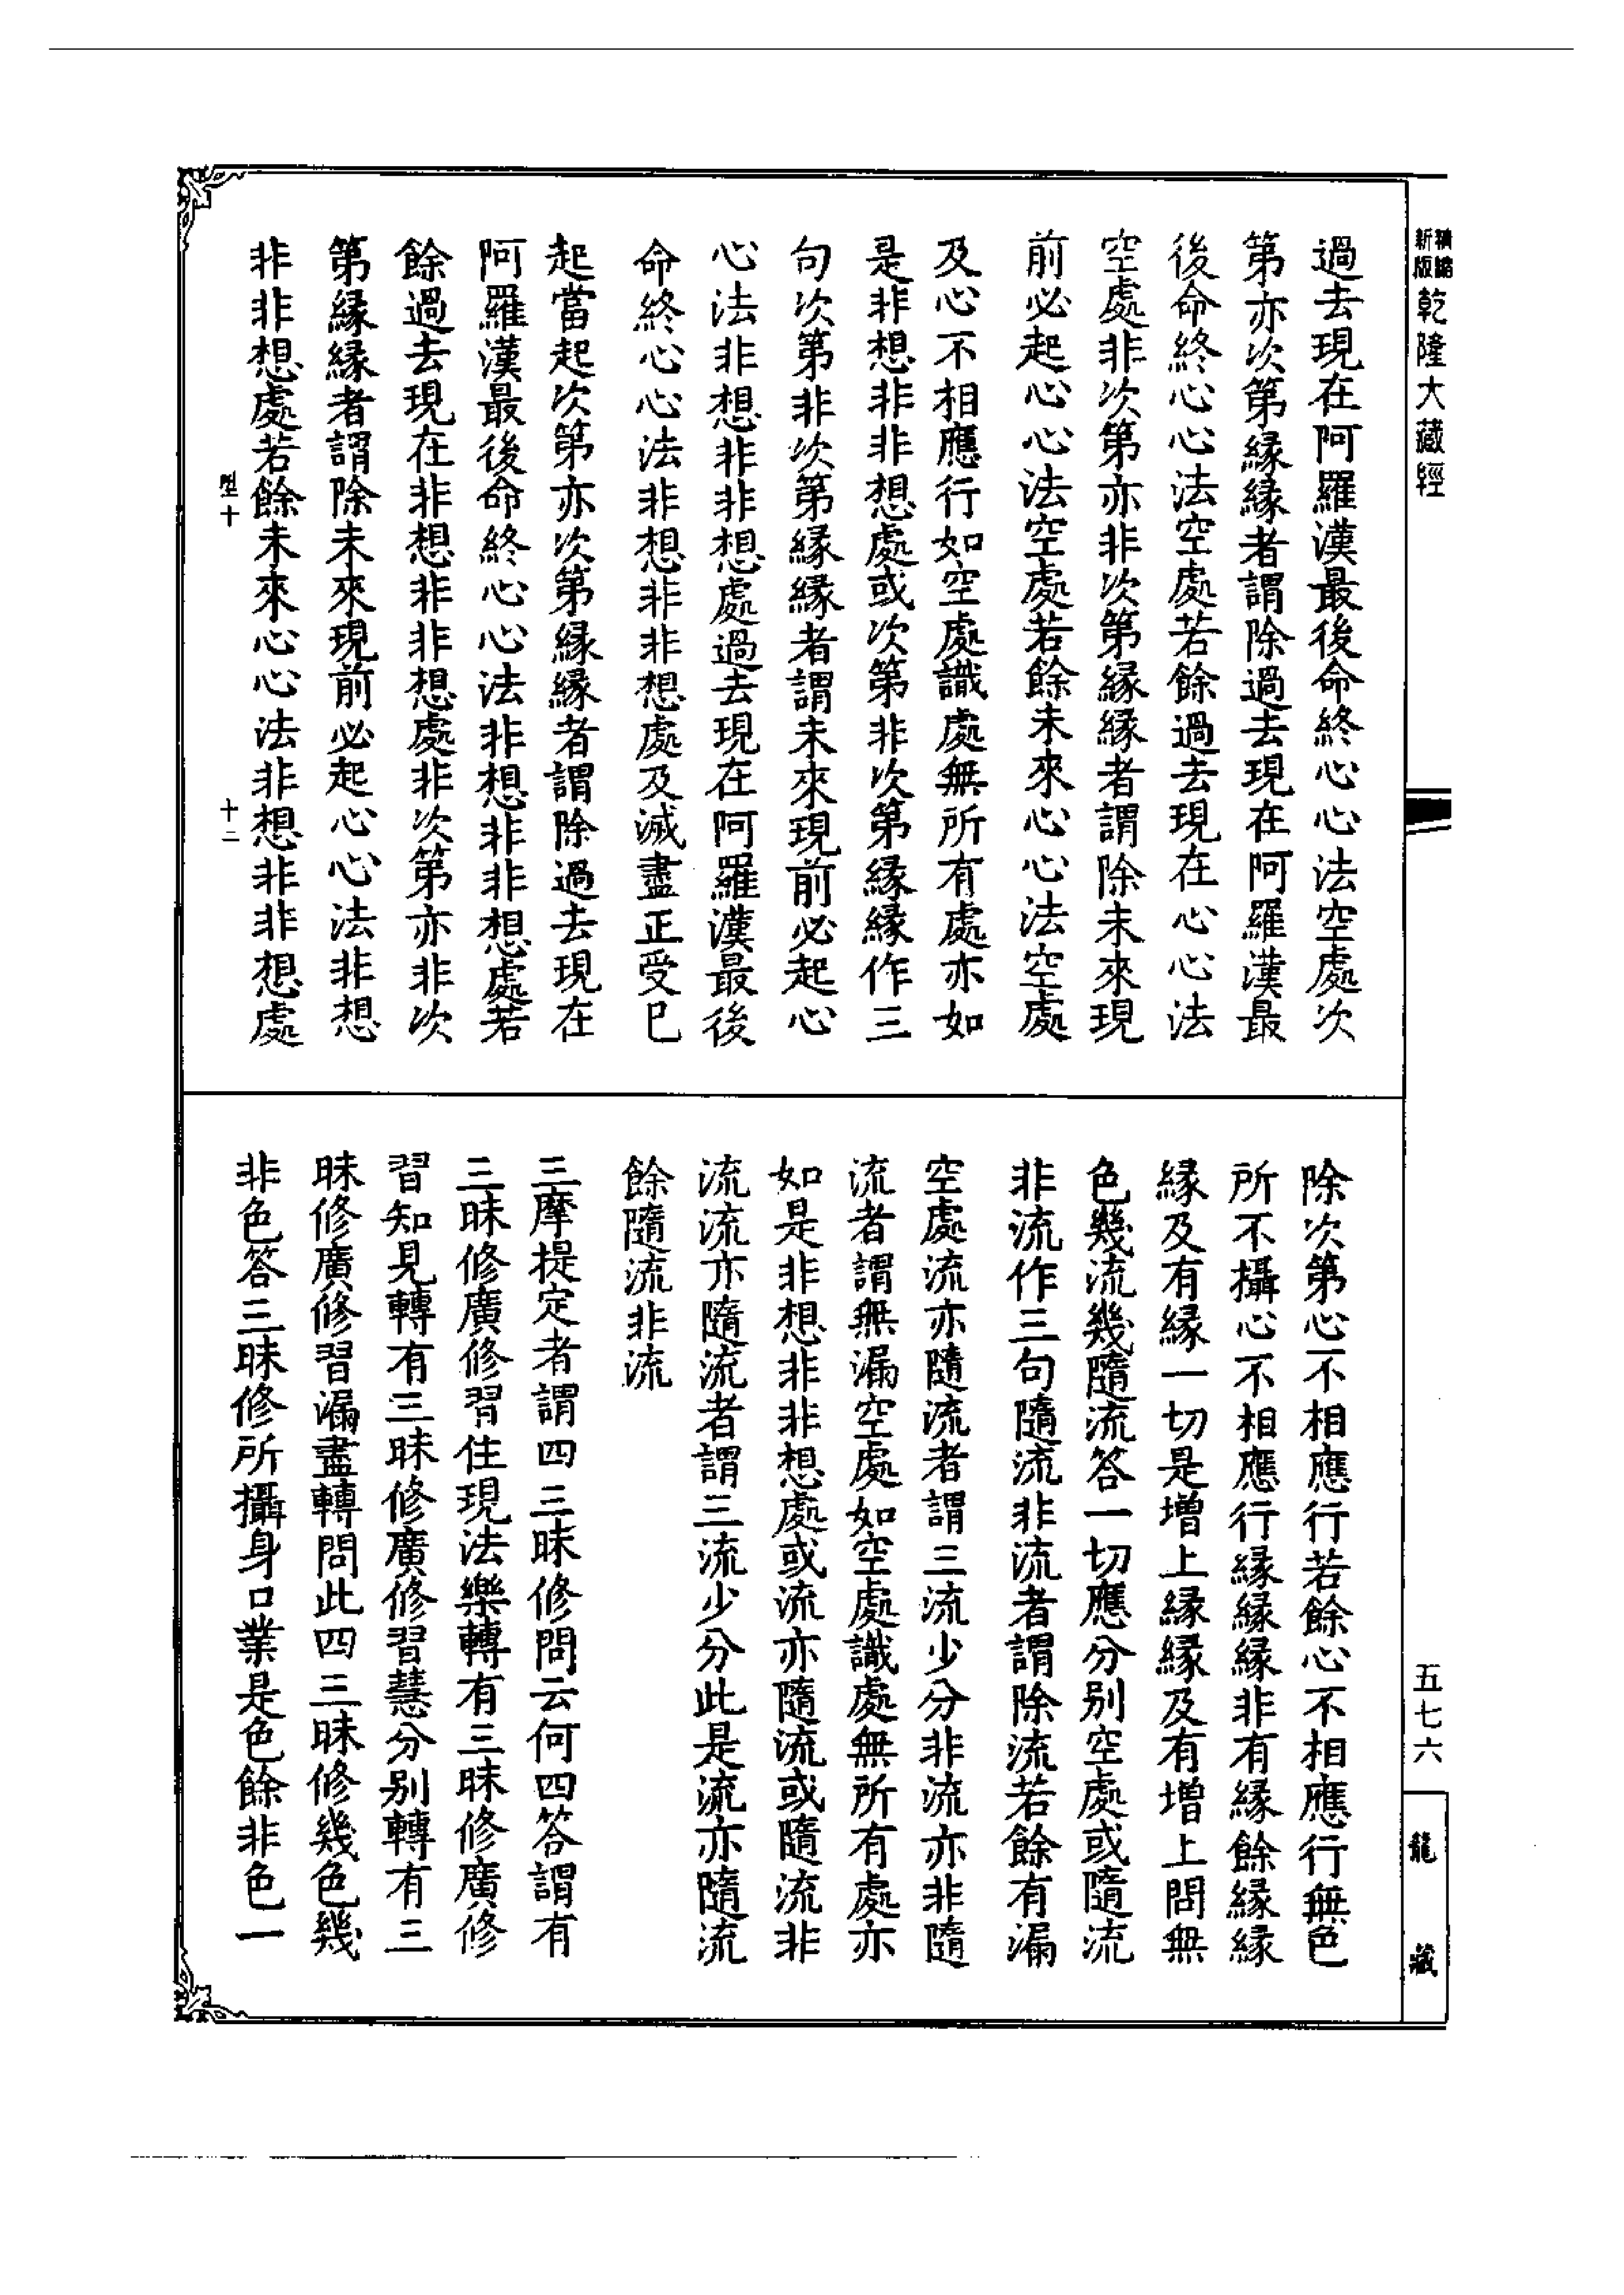 新版精縮乾隆大藏經
過去現在阿羅漢最後命終心心法空處次
第亦次第緣緣者謂除過去現在阿羅漢最
後命終心心法空處若餘過去現在心心法
空處非次第亦非次第緣緣者謂除未來現
前必起心心法空處若餘未來心心法空處
及心不相應行如空處識處無所有處亦如
是非想非非想處或次第非次第緣緣作三
句次第非次第緣緣者謂未來現前必起心
心法非想非非想處過去現在阿羅漢最後
命終心心法非想非非想處及滅盡正受已
起當起次第亦次第緣緣者謂除過去現在
阿羅漢最後命終心心法非想非非想處若
餘過去現在非想非非想處非次第亦非次
第緣緣者謂除未來現前必起心心法非想
非非想處若餘未來心心法非想非非想處
十二
除次第心不相應行若餘心不相應行無色
所不攝心不相應行緣緣緣非有緣餘緣緣
緣及有緣一切是增上緣緣及有增上問無
色幾流幾隨流答一切應分別空處或隨流
非流作三句隨流非流者謂除流若餘有漏
空處流亦隨流者謂三流少分非流亦非隨
流者謂無漏空處如空處識處無所有處亦
如是非想非非想處或流亦隨流或隨流非
流流亦隨流者謂三流少分此是流亦隨流
餘隨流非流
三摩提定者謂四三昧修問云何四答謂有
三昧修廣修習住現法樂轉有三昧修廣修
習知見轉有三昧修廣修習慧分別轉有三
昧修廣修習漏盡轉問此四三昧修幾色幾
非色答三昧修所攝身口業是色餘非色一
五七六
龍藏